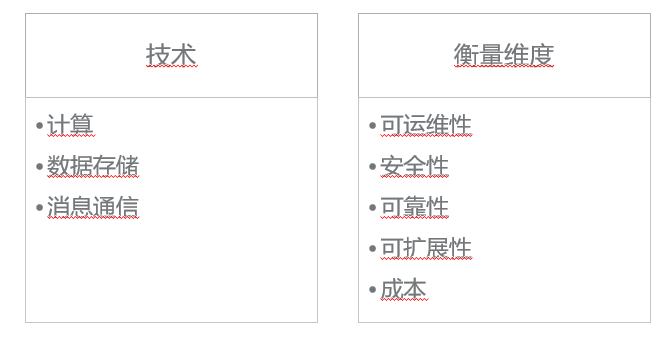 技术
• 计算
• 数据存储
• 消息通信
衡量维度
• 可运维性
• 安全性
• 可靠性
• 可扩展性
• 成本